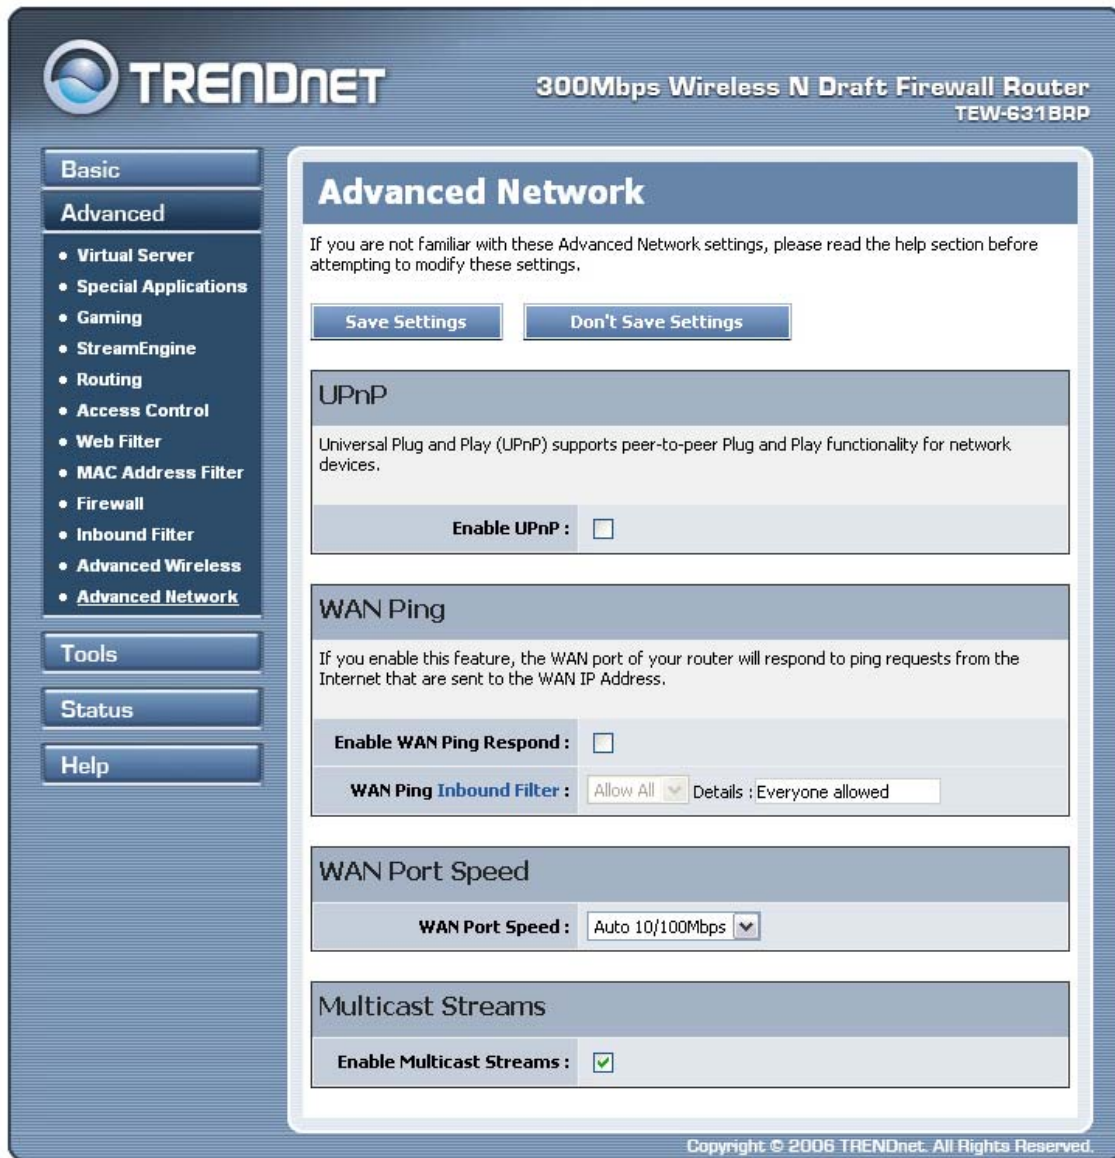 TRENDNET
300Mbps Wireless N Draft Firewall Router
TEW-631BRP
Basic
Advanced
• Virtual Server
• Special Applications
• Gaming
• StreamEngine
• Routing
• Access Control
• Web Filter
• MAC Address Filter
• Firewall
• Inbound Filter
• Advanced Wireless
• Advanced Network
Tools
Status
Help
Advanced Network
If you are not familiar with these Advanced Network settings, please read the help section before
attempting to modify these settings.
Save Settings
Don't Save Settings
UPnP
Universal Plug and Play (UPnP) supports peer-to-peer Plug and Play functionality for network
devices.
Enable UPnP :
WAN Ping
If you enable this feature, the WAN port of your router will respond to ping requests from the
Internet that are sent to the WAN IP Address.
Enable WAN Ping Respond :
WAN Ping Inbound Filter : Allow All Details : Everyone allowed
WAN Port Speed
WAN Port Speed : Auto 10/100Mbps
Multicast Streams
Enable Multicast Streams :
Copyright © 2006 TRENDnet. All Rights Reserved.